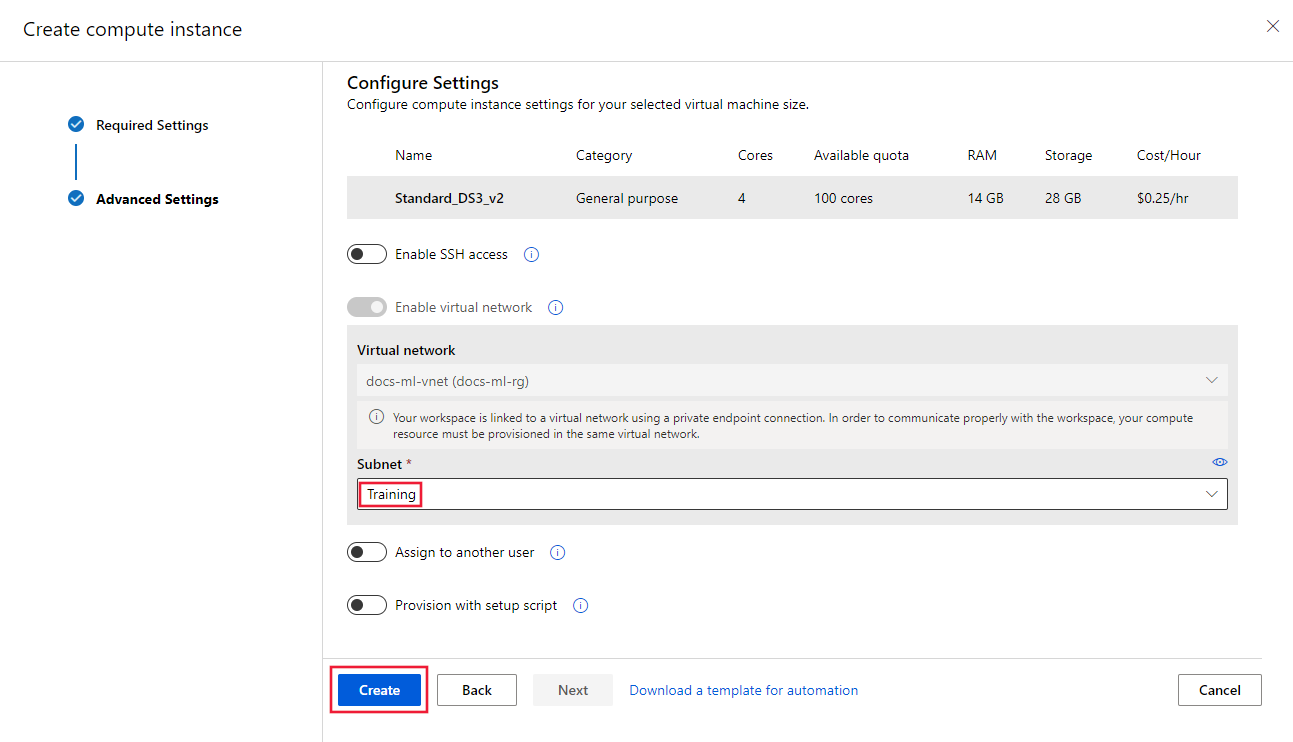 Create compute instance
Required Settings
Advanced Settings
Configure Settings
Configure compute instance settings for your selected virtual machine size.
Name Category Cores Available quota RAM Storage Cost/Hour
Standard_DS3_v2 General purpose 4 100 cores 14 GB 28 GB $0.25/hr
Enable SSH access
Enable virtual network
Virtual network
docs-ml-vnet (docs-ml-rg)
Your workspace is linked to a virtual network using a private endpoint connection. In order to communicate properly with the workspace, your compute
resource must be provisioned in the same virtual network.
Subnet *
Training
Assign to another user
Provision with setup script
Create Back Next Download a template for automation Cancel